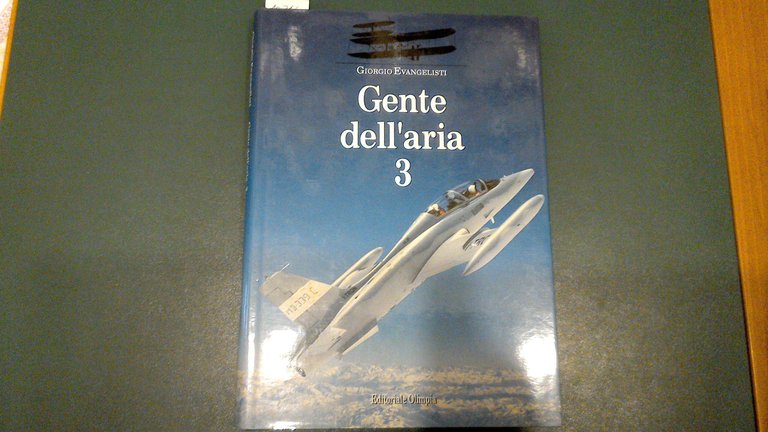 GIORGIO EVANGELISTI
Gente
dell'aria
3
Editoriale Olimpia